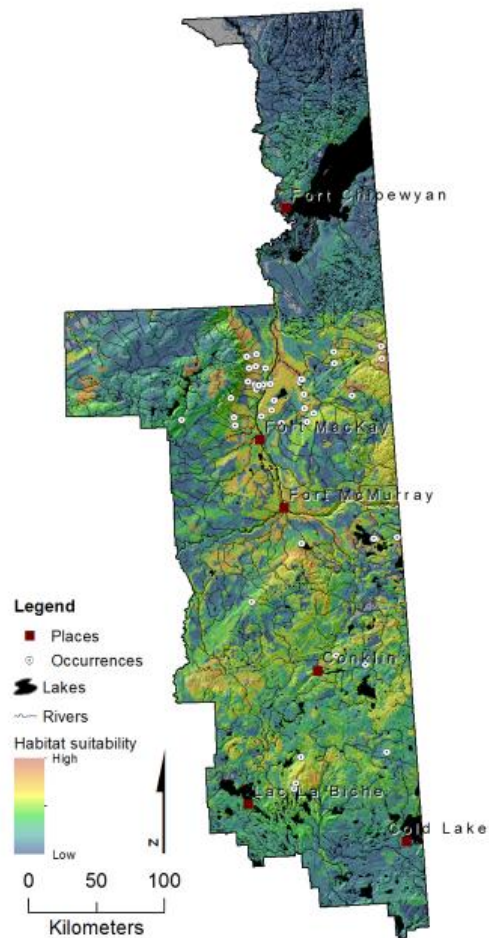 Fort Chipewyan
Fort MacKay
Fort McMurray
Conklin
Lac La Biche
Cold Lake
Legend
Places
Occurrences
Lakes
Rivers
Habitat suitability
High
Low
N
0 50 100
Kilometers